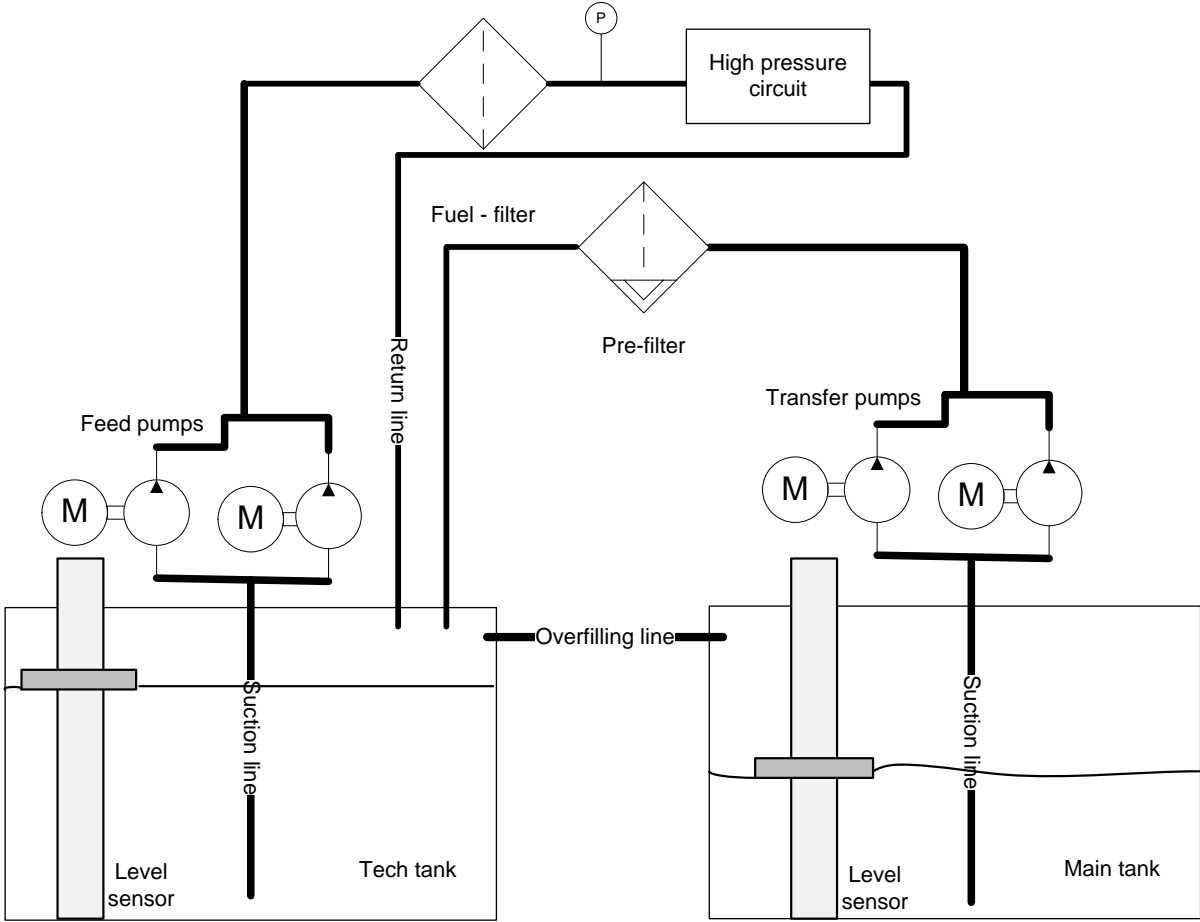 P
High pressure
circuit
Fuel - filter
Pre-filter
Return line
Feed pumps
Transfer pumps
M
M
M
M
Overfilling line
Suction line
Suction line
Level
sensor
Tech tank
Level
sensor
Main tank